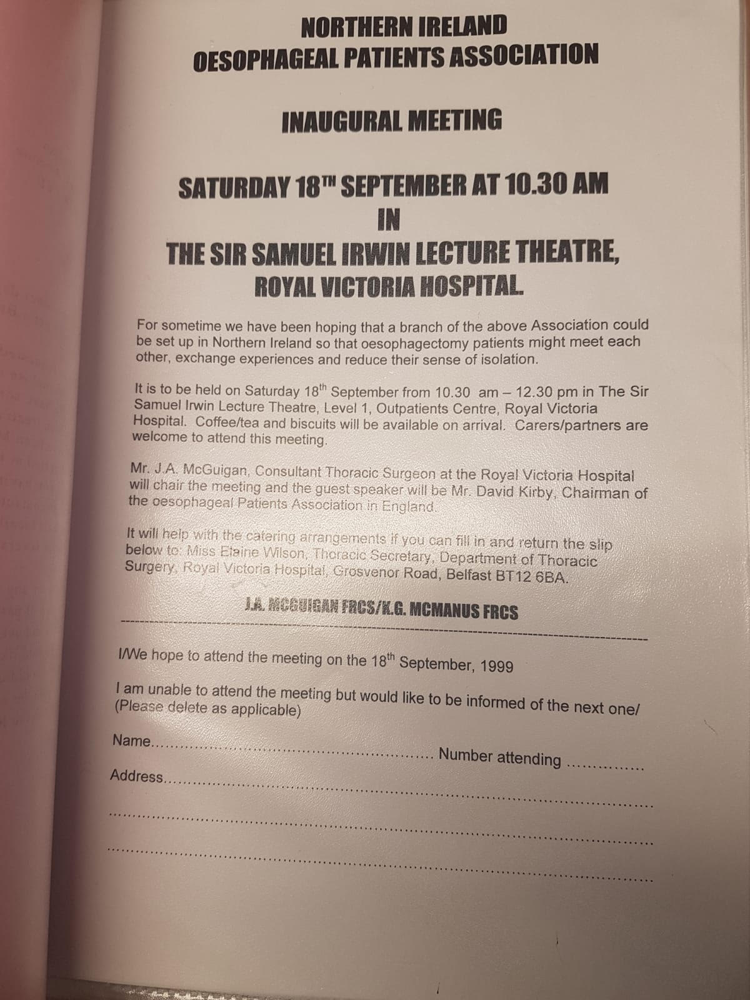 NORTHERN IRELAND
OESOPHAGEAL PATIENTS ASSOCIATION
INAUGURAL MEETING
SATURDAY 18TH SEPTEMBER AT 10.30 AM
IN
THE SIR SAMUEL IRWIN LECTURE THEATRE,
ROYAL VICTORIA HOSPITAL.
For sometime we have been hoping that a branch of the above Association could
be set up in Northern Ireland so that oesophagectomy patients might meet each
other, exchange experiences and reduce their sense of isolation.
It is to be held on Saturday 18th September from 10.30 am – 12.30 pm in The Sir
Samuel Irwin Lecture Theatre, Level 1, Outpatients Centre, Royal Victoria
Hospital. Coffee/tea and biscuits will be available on arrival. Carers/partners are
welcome to attend this meeting.
Mr. J.A. McGuigan, Consultant Thoracic Surgeon at the Royal Victoria Hospital
will chair the meeting and the guest speaker will be Mr. David Kirby, Chairman of
the oesophageal Patients Association in England.
It will help with the catering arrangements if you can fill in and return the slip
below to: Miss Elaine Wilson, Thoracic Secretary, Department of Thoracic
Surgery, Royal Victoria Hospital, Grosvenor Road, Belfast BT12 6BA.
J.A. MCGUIGAN FRCS/K.G. MCMANUS FRCS
I/We hope to attend the meeting on the 18th September, 1999
I am unable to attend the meeting but would like to be informed of the next one/
(Please delete as applicable)
Name.......................................................... Number attending ...............
Address..............................................................................................................